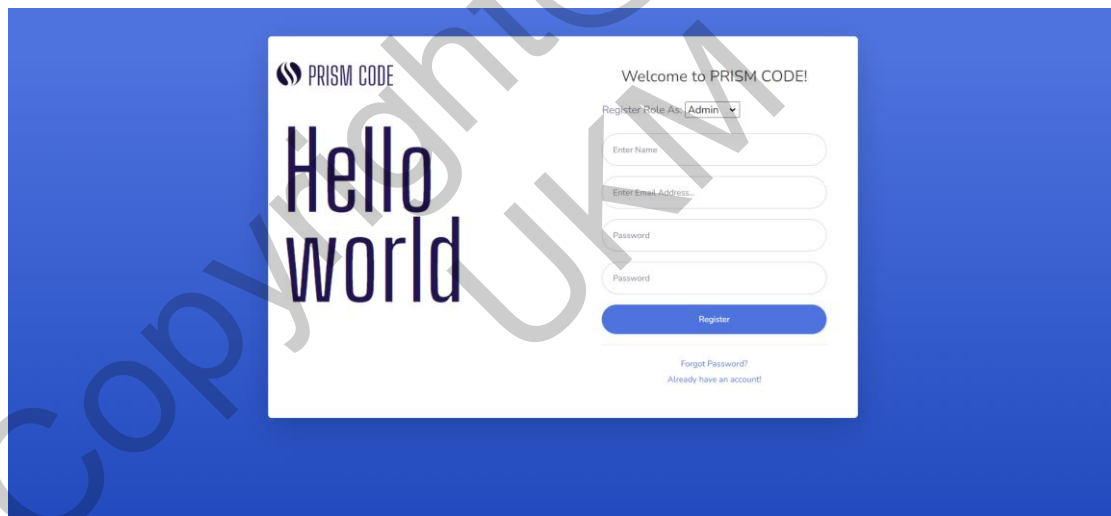 PRISM CODE
Hello
world
Welcome to PRISM CODE!
Register Role As: Admin
Enter Name
Enter Email Address...
Password
Password
Register
Forgot Password?
Already have an account!
Copyright©
UKM